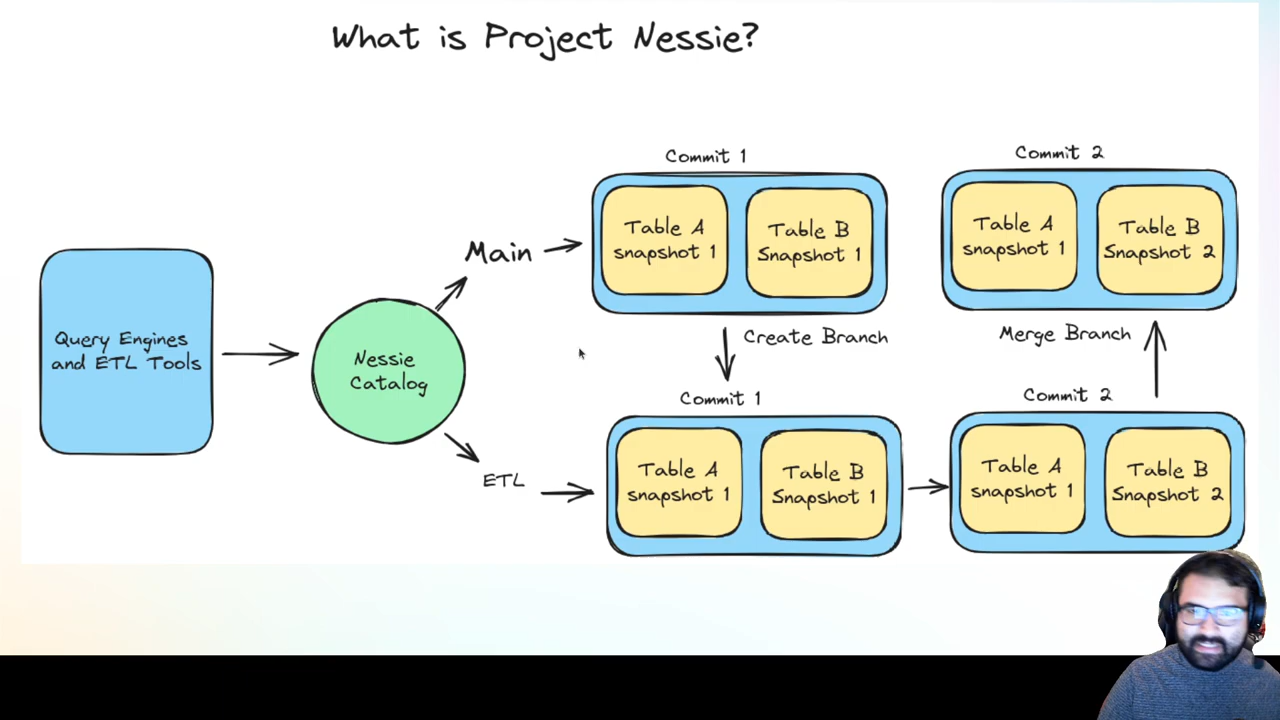 What is Project Nessie?
Commit 1
Commit 2
Table A
snapshot 1
Table B
Snapshot 1
Table A
snapshot 1
Table B
Snapshot 2
Main
Create Branch
Merge Branch
Query Engines
and ETL Tools
Nessie
Catalog
Commit 1
Commit 2
ETL
Table A
snapshot 1
Table B
Snapshot 1
Table A
snapshot 1
Table B
Snapshot 2